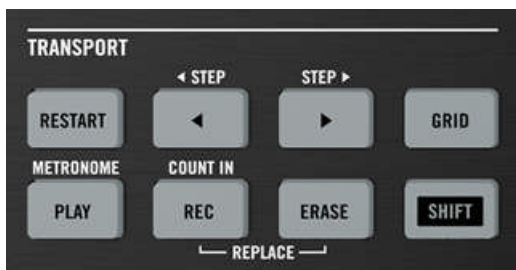 TRANSPORT
◀ STEP STEP ▶
RESTART ◀ ▶ GRID
METRONOME COUNT IN
PLAY REC ERASE SHIFT
REPLACE